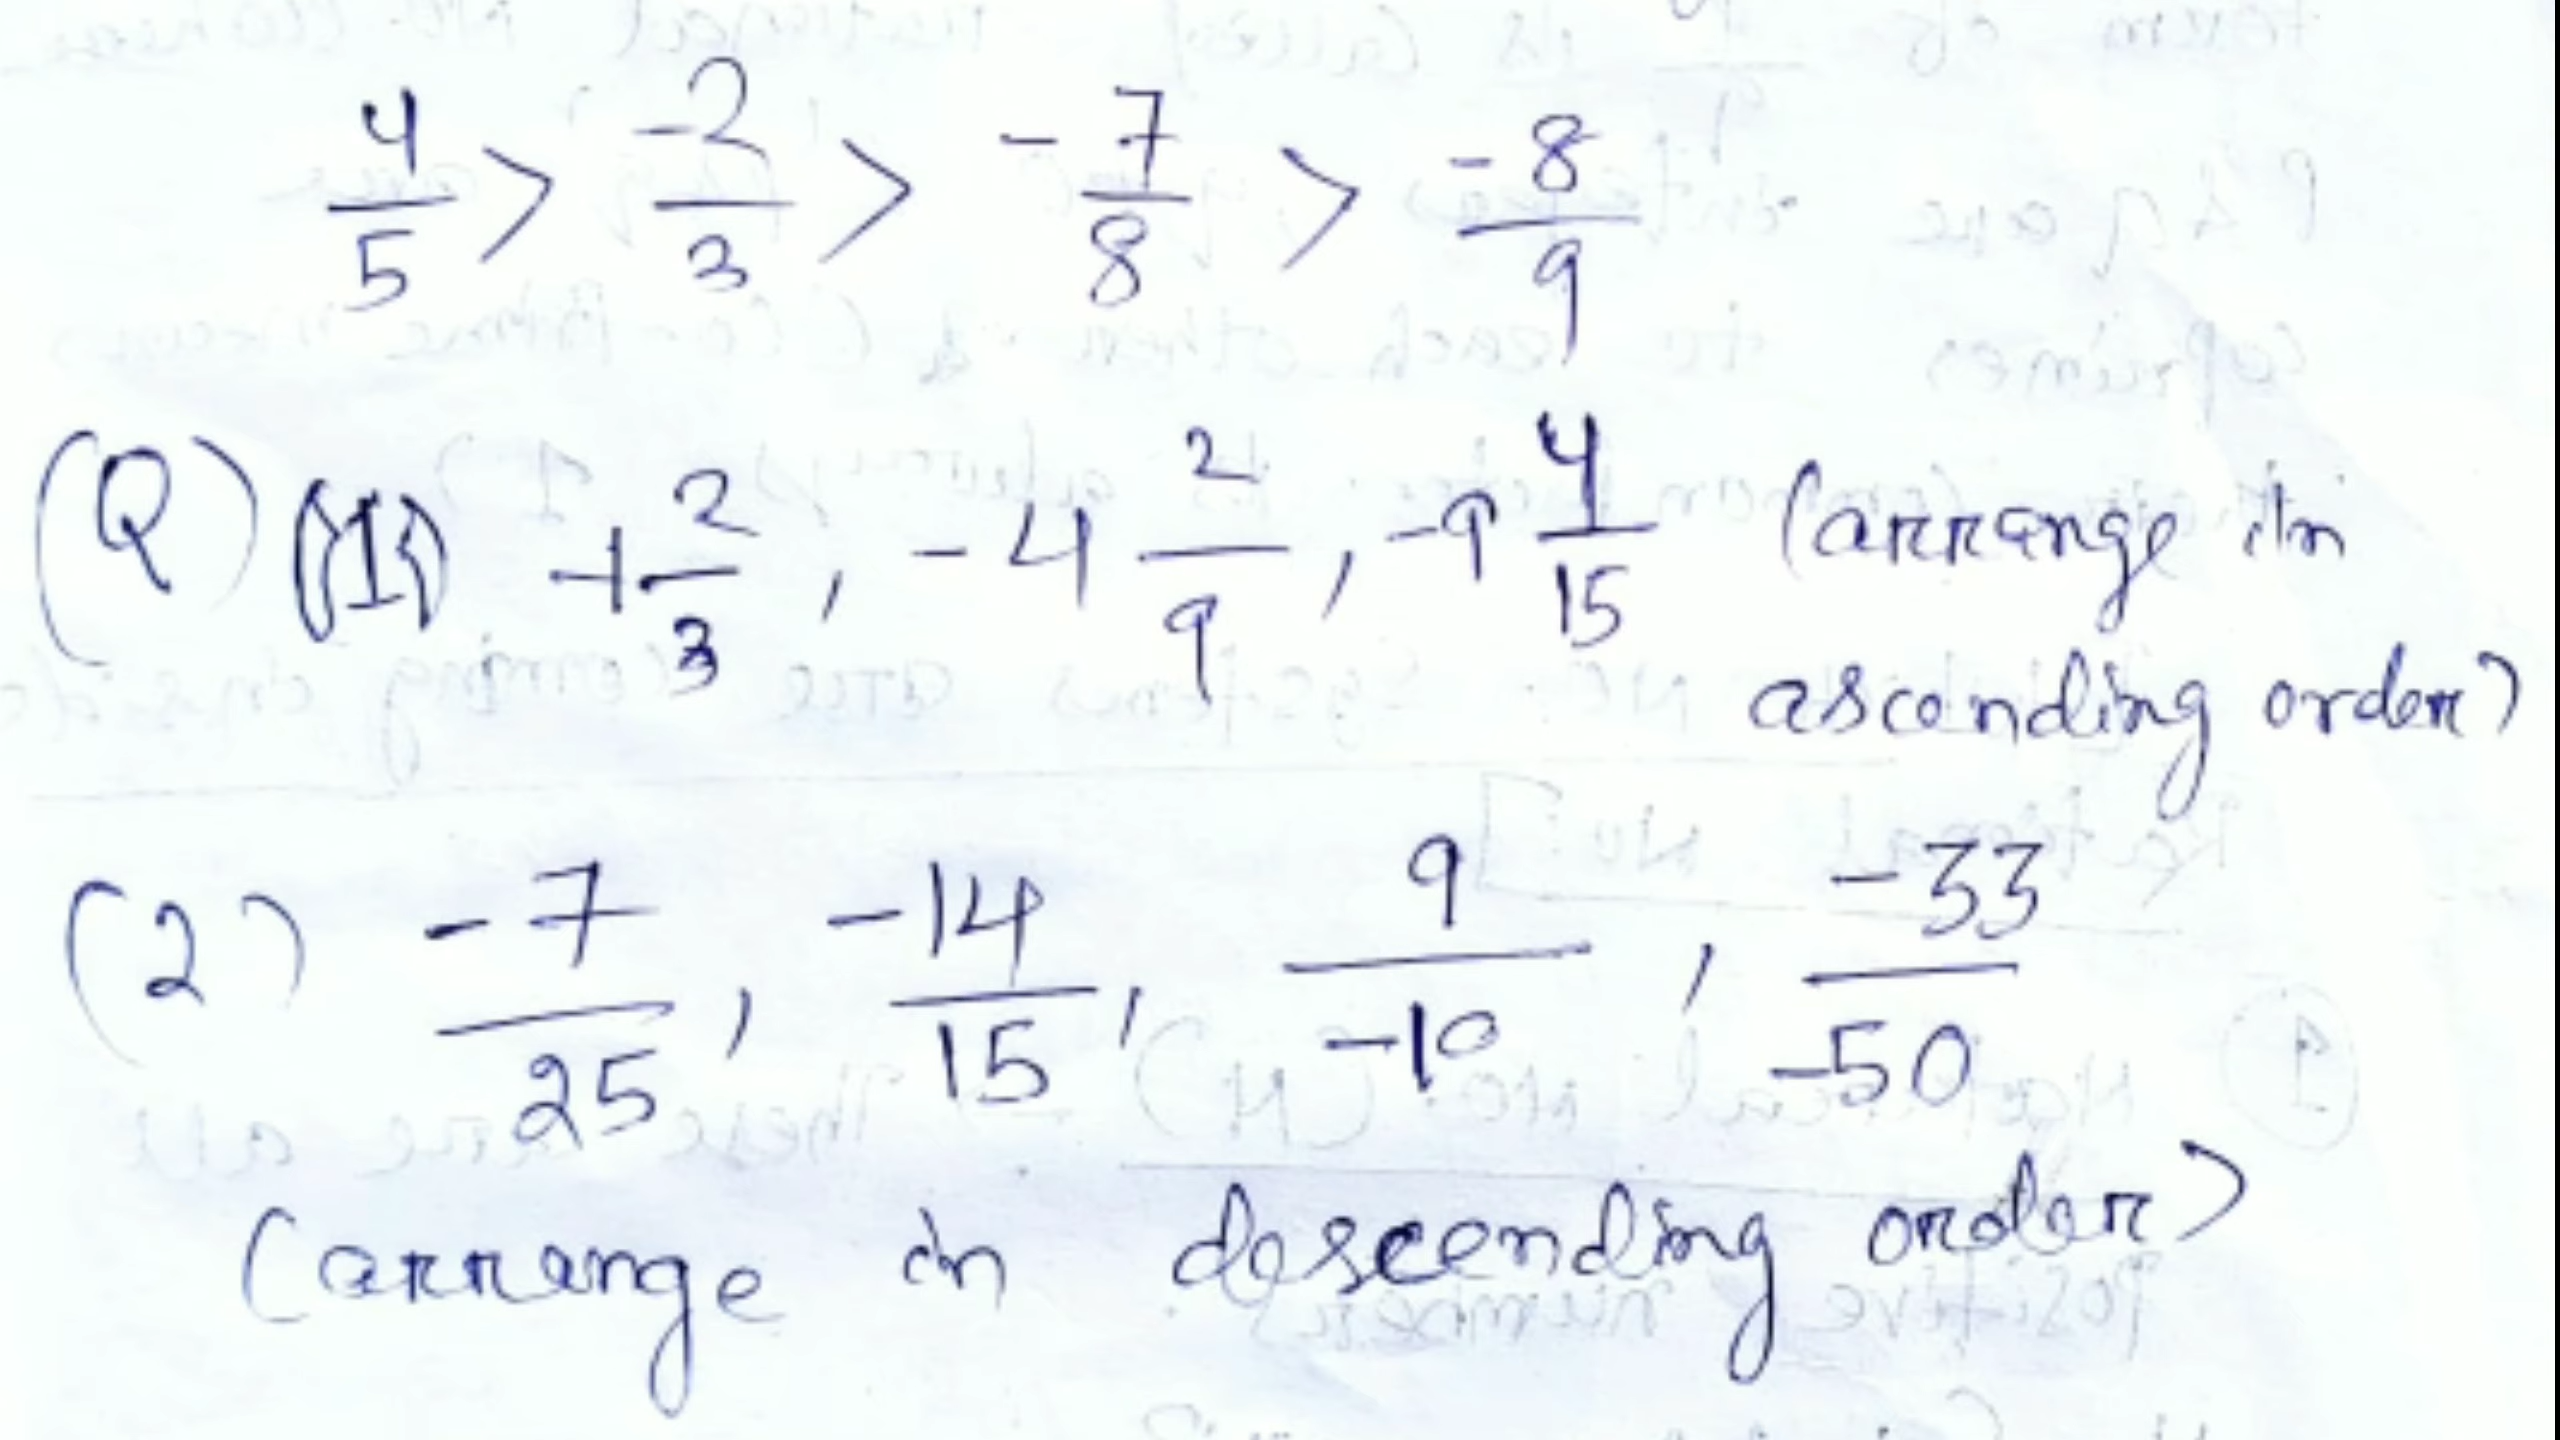 4/5 > -2/3 > -7/8 > -8/9
(Q) (1) +2/3 , -4 2/9 , -9 4/15 (arrange in
ascending order)
(2) -7/25 , -14/15 , 9/-10 , -33/-50
(arrange in descending order)